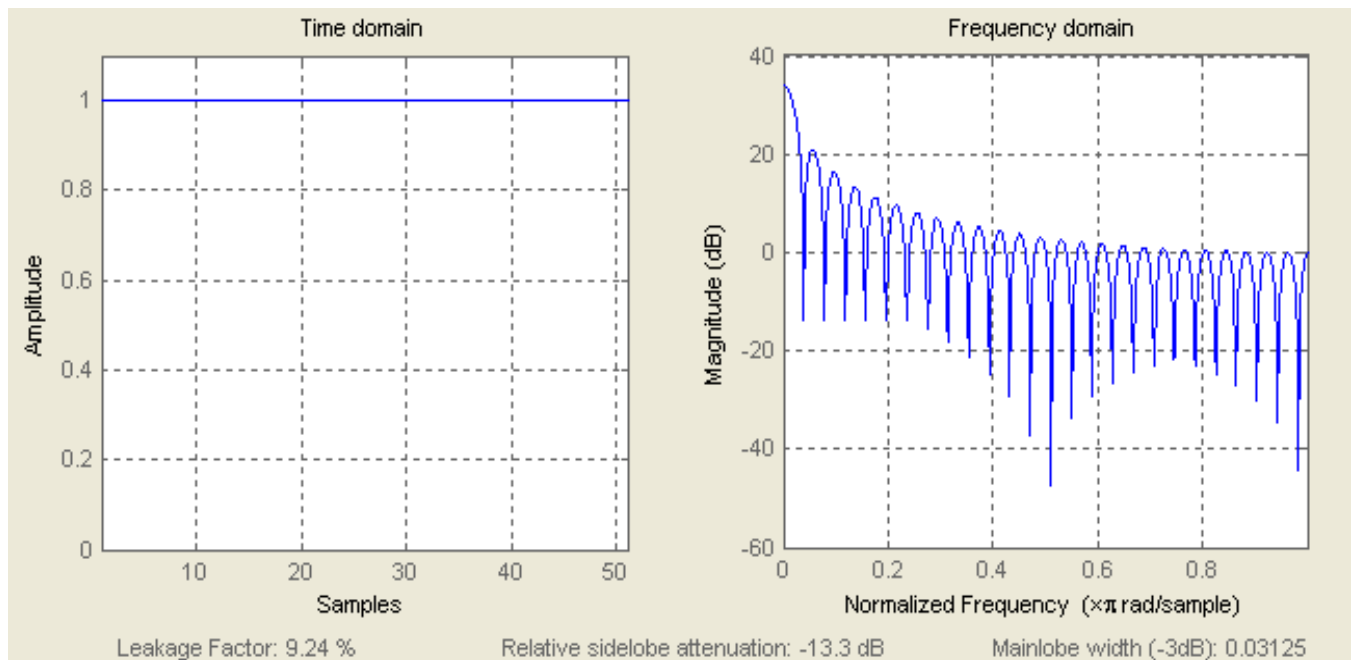 Time domain
1
0.8
0.6
0.4
0.2
0
Amplitude
10 20 30 40 50
Samples
Frequency domain
40
20
0
-20
-40
-60
Magnitude (dB)
0 0.2 0.4 0.6 0.8
Normalized Frequency (×π rad/sample)
Leakage Factor: 9.24 %
Relative sidelobe attenuation: -13.3 dB
Mainlobe width (-3dB): 0.03125